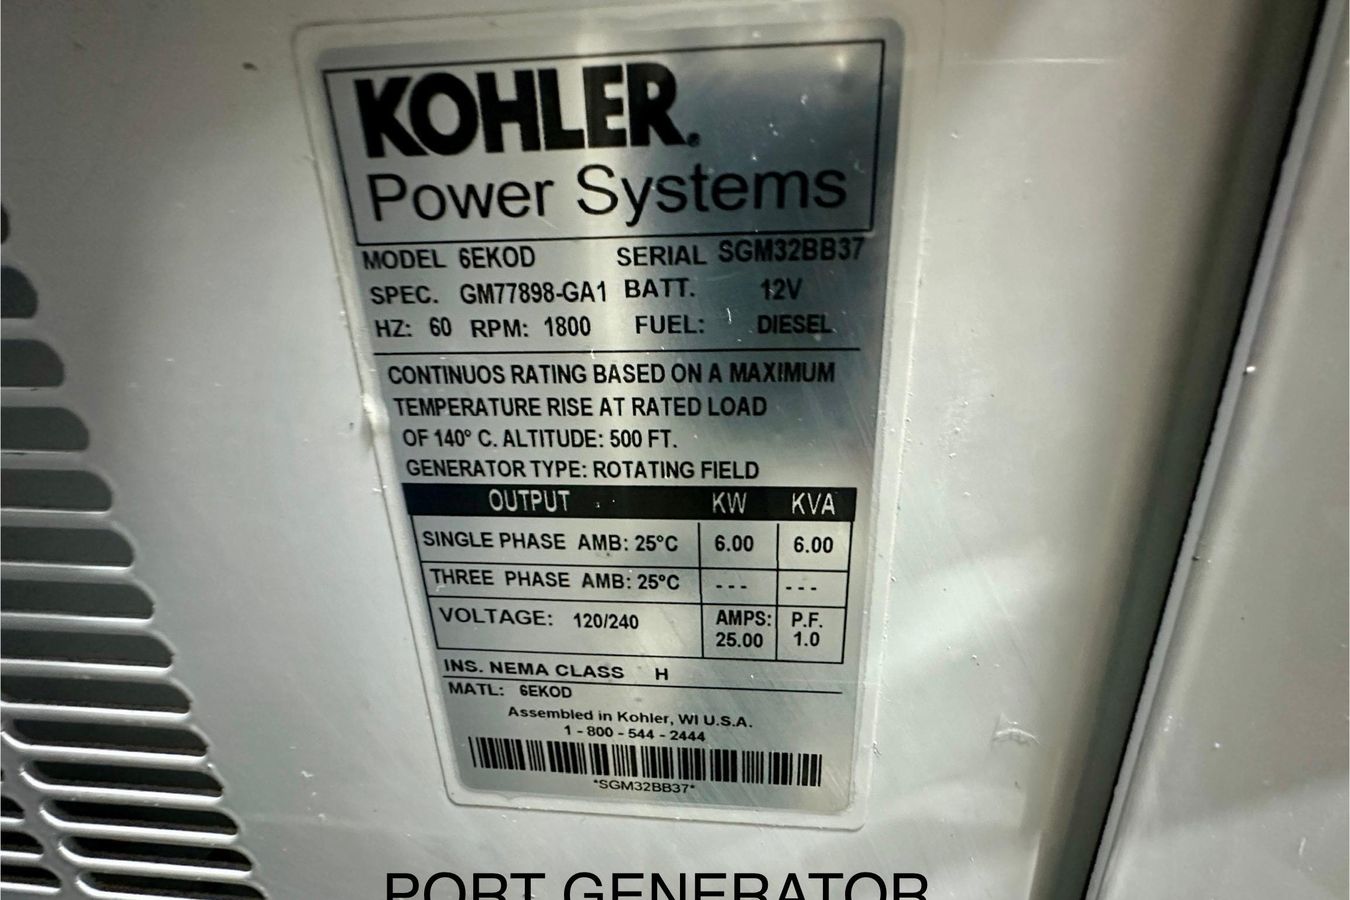 KOHLER®
Power Systems
MODEL 6EKOD SERIAL SGM32BB37
SPEC. GM77898-GA1 BATT. 12V
HZ: 60 RPM: 1800 FUEL: DIESEL
CONTINUOS RATING BASED ON A MAXIMUM
TEMPERATURE RISE AT RATED LOAD
OF 140° C. ALTITUDE: 500 FT.
GENERATOR TYPE: ROTATING FIELD
OUTPUT KW KVA
SINGLE PHASE AMB: 25°C 6.00 6.00
THREE PHASE AMB: 25°C --- ---
VOLTAGE: 120/240 AMPS: P.F.
25.00 1.0
INS. NEMA CLASS H
MATL: 6EKOD
Assembled in Kohler, WI U.S.A.
1 - 800 - 544 - 2444
*SGM32BB37*
PORT GENERATOR